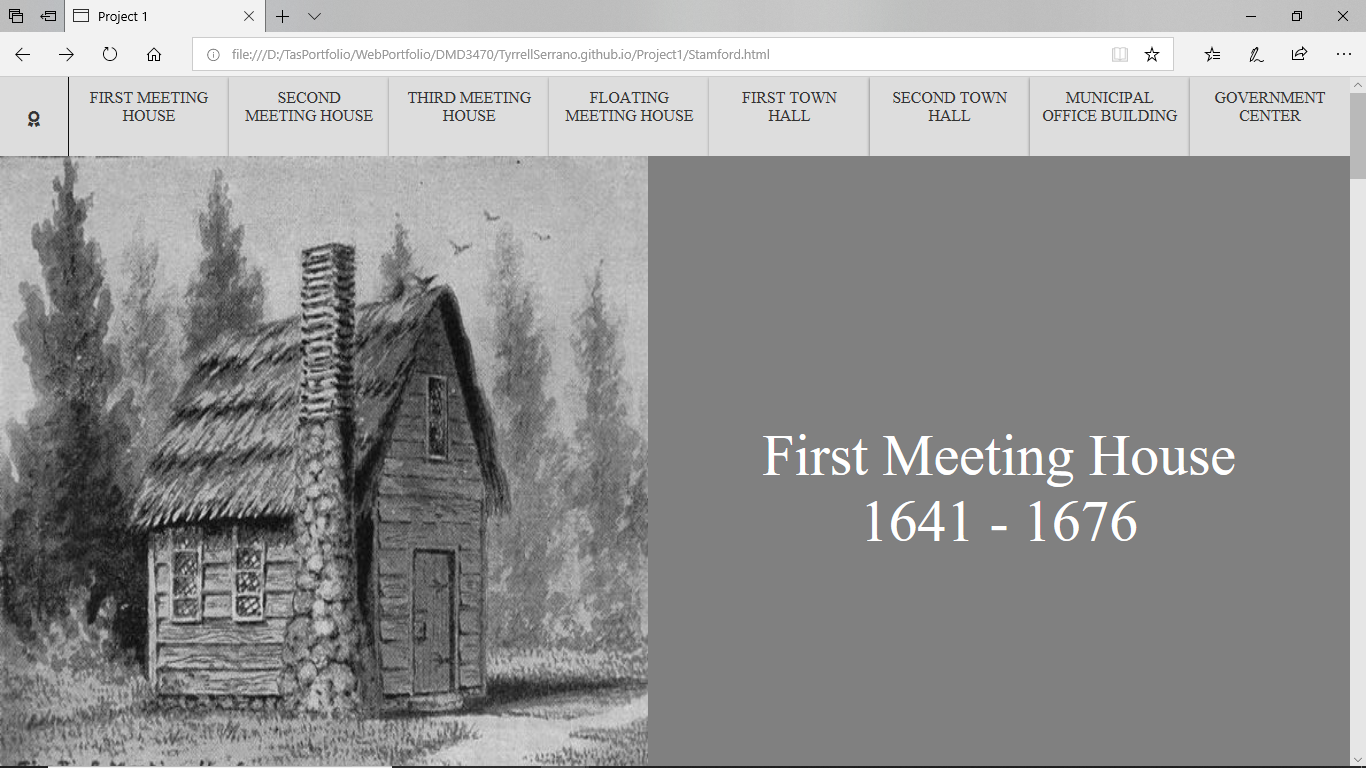 Project 1
file:///D:/TasPortfolio/WebPortfolio/DMD3470/TyrrellSerrano.github.io/Project1/Stamford.html
FIRST MEETING
HOUSE
SECOND
MEETING HOUSE
THIRD MEETING
HOUSE
FLOATING
MEETING HOUSE
FIRST TOWN
HALL
SECOND TOWN
HALL
MUNICIPAL
OFFICE BUILDING
GOVERNMENT
CENTER
First Meeting House
1641 - 1676